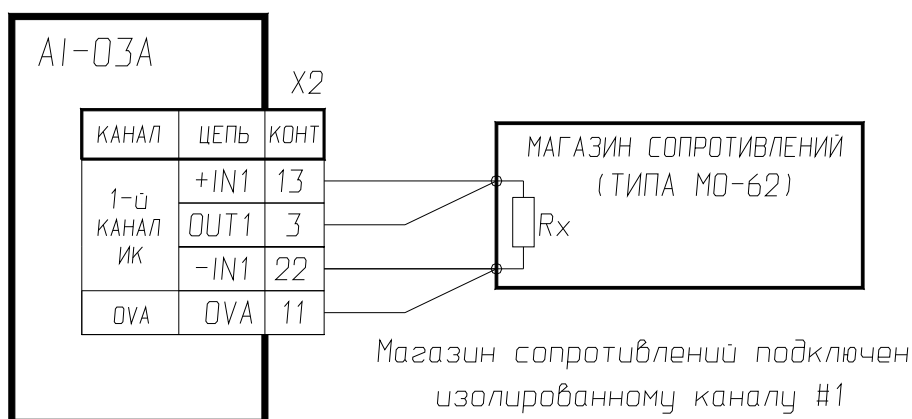 AI-03A
X2
КАНАЛ ЦЕПЬ КОНТ
1-й КАНАЛ ИК
+IN1 13
OUT1 3
-IN1 22
0VA 0VA 11
МАГАЗИН СОПРОТИВЛЕНИЙ
(ТИПА МО-62)
Rx
Магазин сопротивлений подключен
изолированному каналу #1